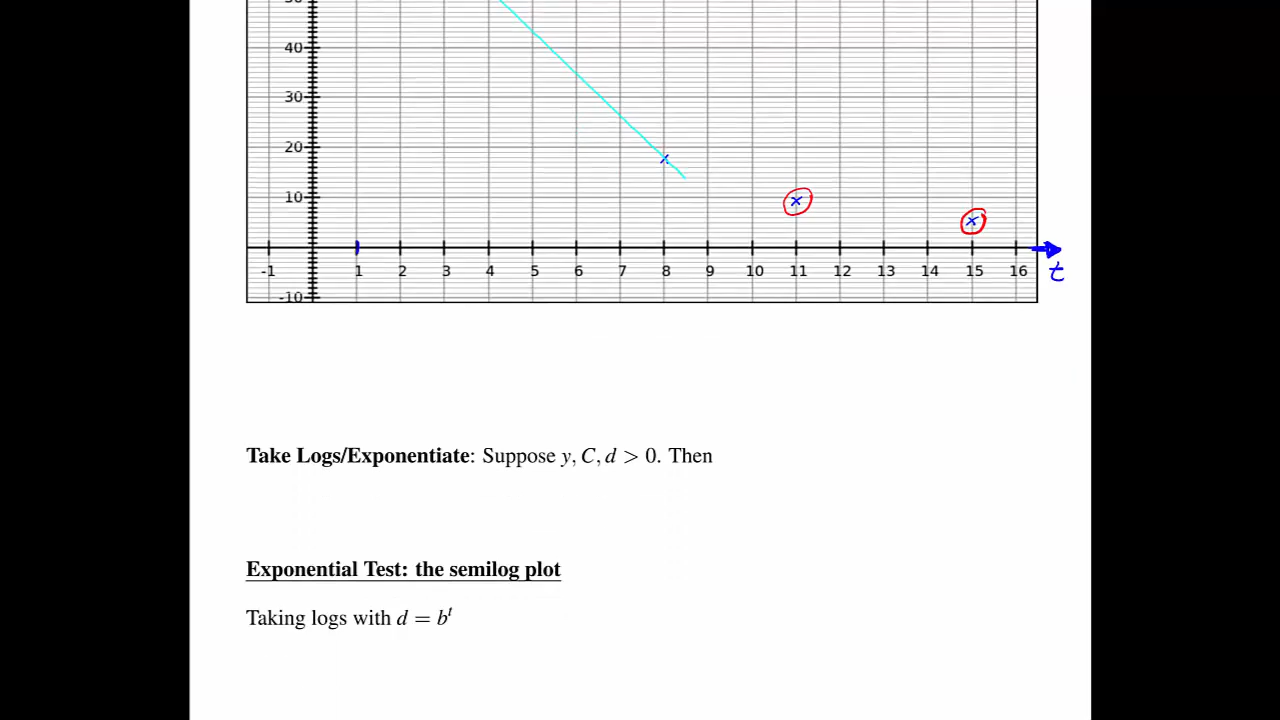 40
30
20
10
-1 1 2 3 4 5 6 7 8 9 10 11 12 13 14 15 16
t
-10
Take Logs/Exponentiate: Suppose y, C, d > 0. Then
Exponential Test: the semilog plot
Taking logs with d = b^t